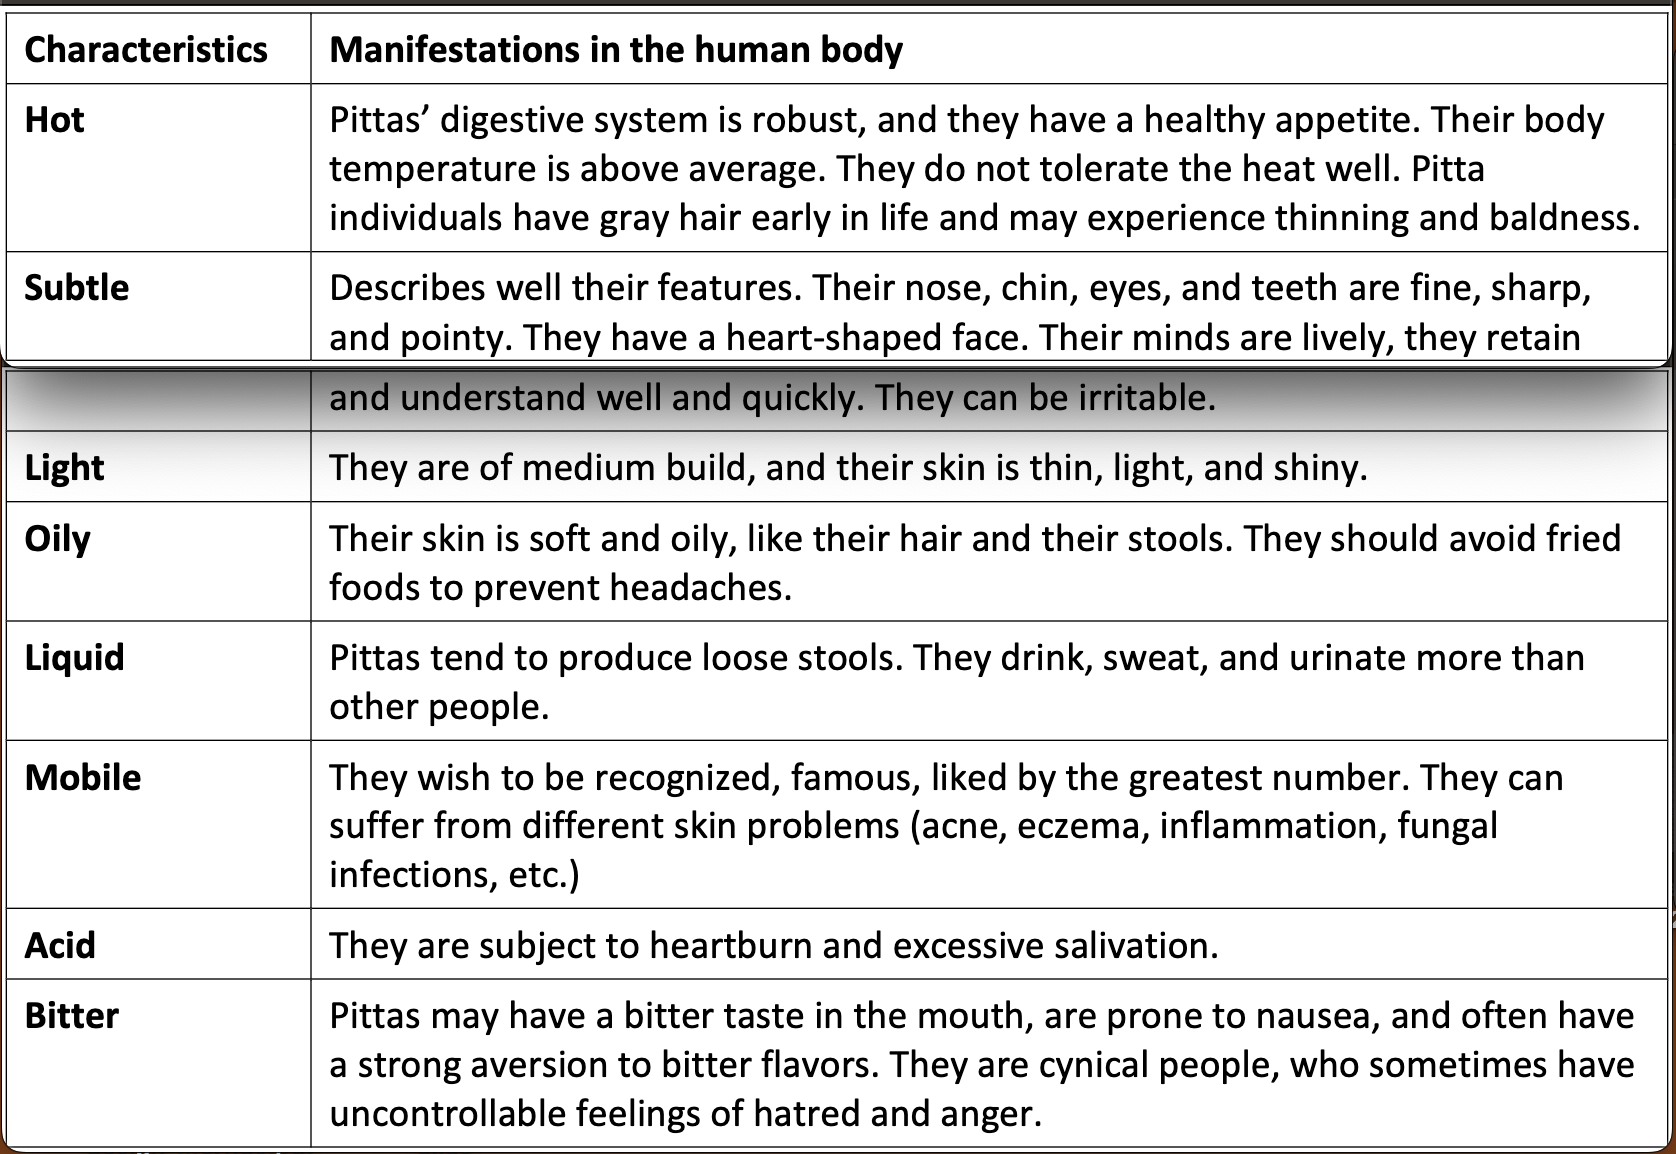 Characteristics Manifestations in the human body
Hot Pittas’ digestive system is robust, and they have a healthy appetite. Their body
temperature is above average. They do not tolerate the heat well. Pitta
individuals have gray hair early in life and may experience thinning and baldness.
Subtle Describes well their features. Their nose, chin, eyes, and teeth are fine, sharp,
and pointy. They have a heart-shaped face. Their minds are lively, they retain
and understand well and quickly. They can be irritable.
Light They are of medium build, and their skin is thin, light, and shiny.
Oily Their skin is soft and oily, like their hair and their stools. They should avoid fried
foods to prevent headaches.
Liquid Pittas tend to produce loose stools. They drink, sweat, and urinate more than
other people.
Mobile They wish to be recognized, famous, liked by the greatest number. They can
suffer from different skin problems (acne, eczema, inflammation, fungal
infections, etc.)
Acid They are subject to heartburn and excessive salivation.
Bitter Pittas may have a bitter taste in the mouth, are prone to nausea, and often have
a strong aversion to bitter flavors. They are cynical people, who sometimes have
uncontrollable feelings of hatred and anger.